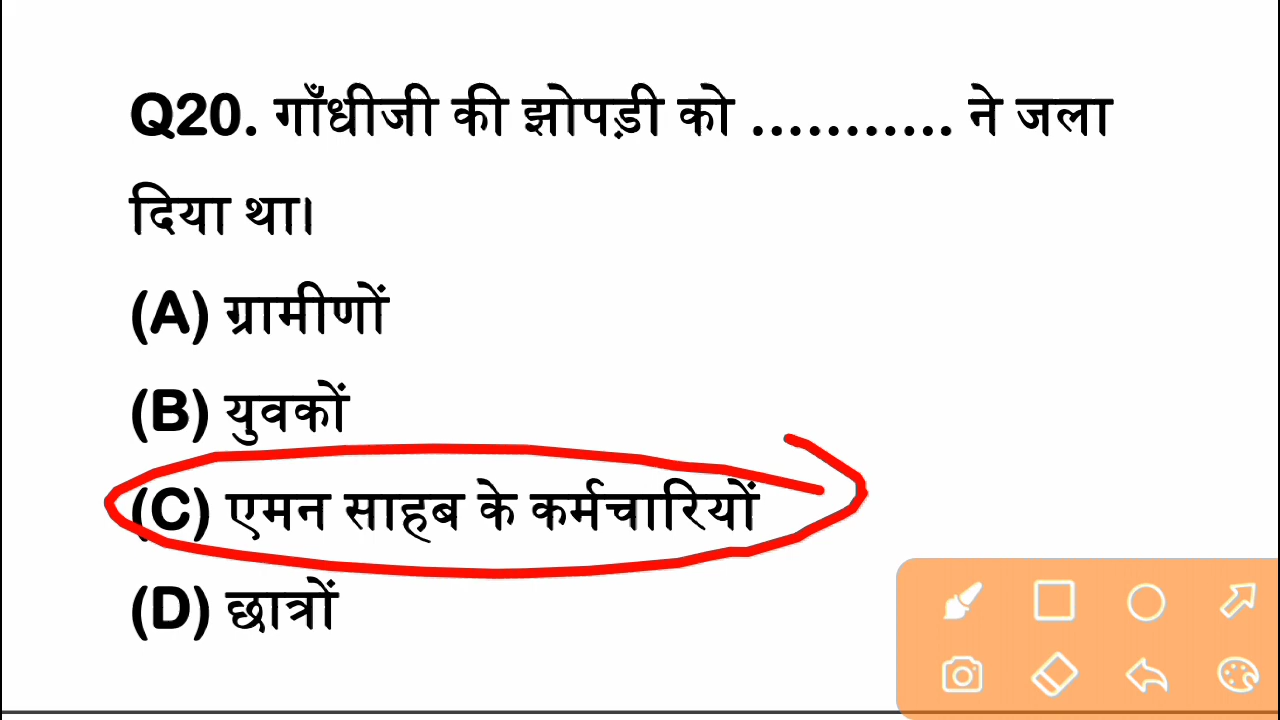 Q20. गाँधीजी की झोपड़ी को ........... ने जला
दिया था।
(A) ग्रामीणों
(B) युवकों
(C) एमन साहब के कर्मचारियों
(D) छात्रों